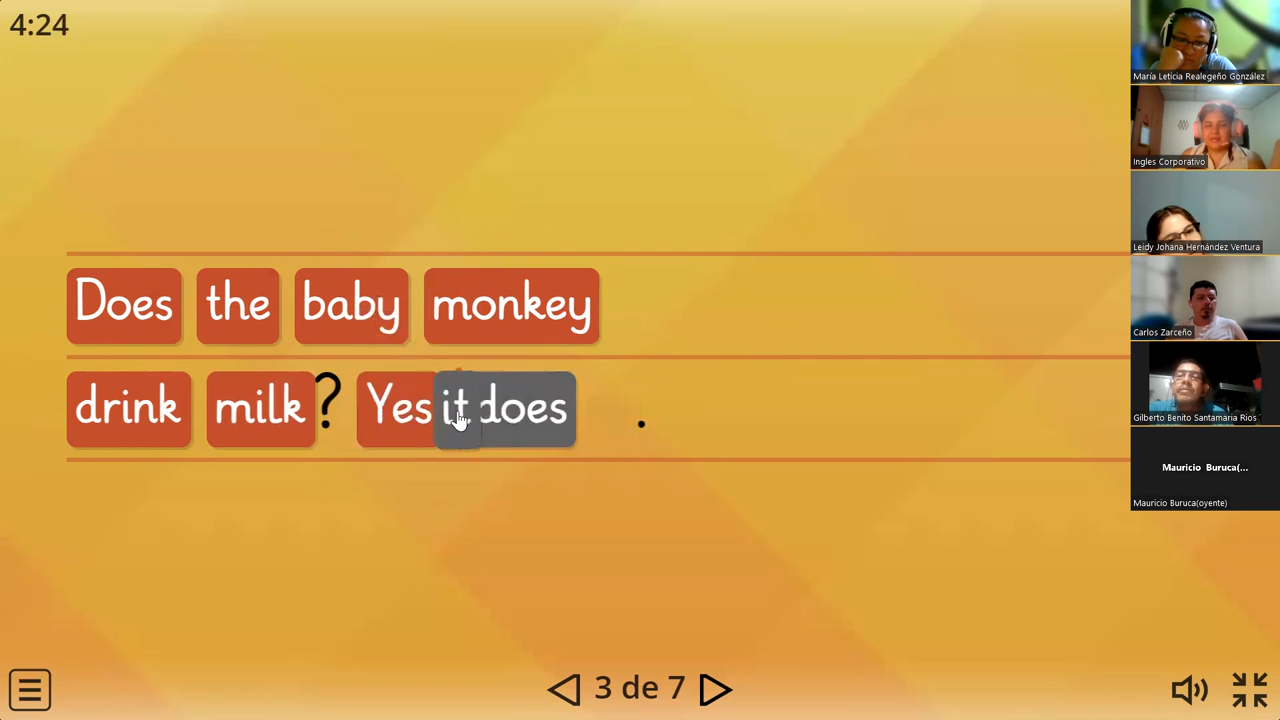 4:24
Does the baby monkey
drink milk? Yes it does .
3 de 7
María Leticia Realegeño González
Ingles Corporativo
Leidy Johana Hernández Ventura
Carlos Zarceño
Gilberto Benito Santamaria Rios
Mauricio Buruca(...
Mauricio Buruca(oyente)